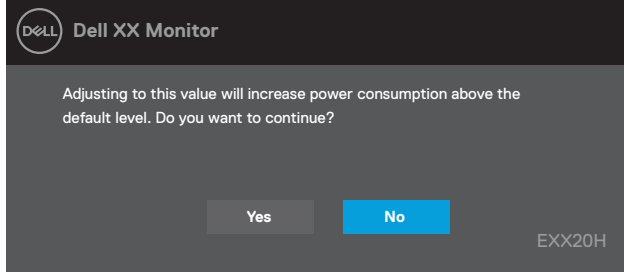 DELL
Dell XX Monitor
Adjusting to this value will increase power consumption above the
default level. Do you want to continue?
Yes
No
EXX20H